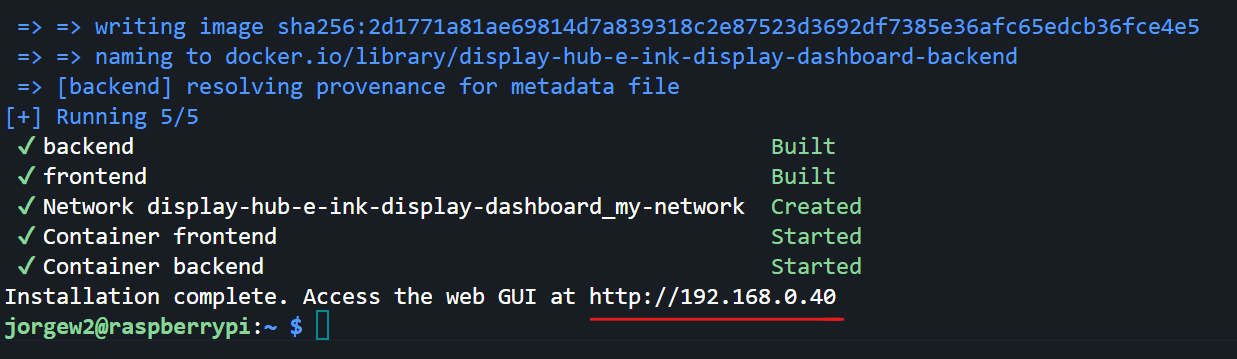 => => writing image sha256:2d1771a81ae69814d7a839318c2e87523d3692df7385e36afc65edcb36fce4e5
=> => naming to docker.io/library/display-hub-e-ink-display-dashboard-backend
=> [backend] resolving provenance for metadata file
[+] Running 5/5
✓ backend Built
✓ frontend Built
✓ Network display-hub-e-ink-display-dashboard_my-network Created
✓ Container frontend Started
✓ Container backend Started
Installation complete. Access the web GUI at http://192.168.0.40
jorgew2@raspberrypi:~ $